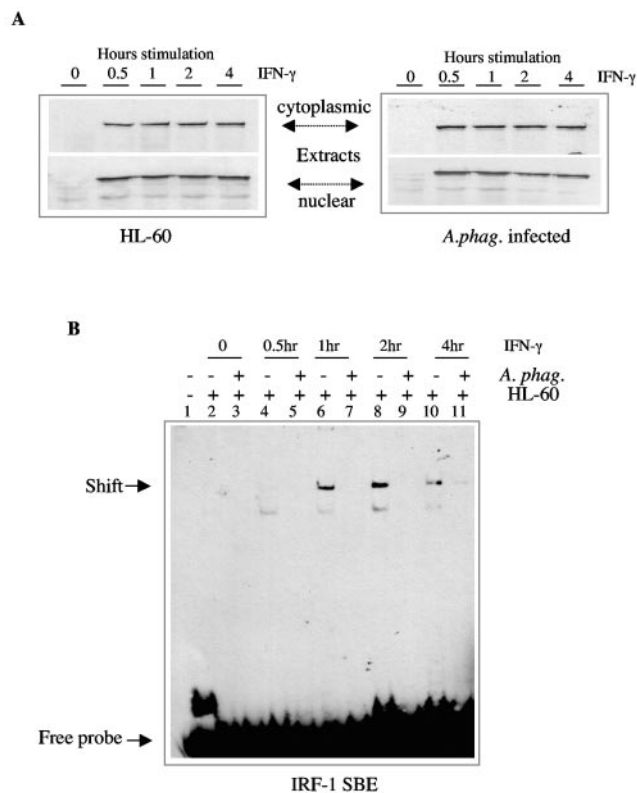 A
Hours stimulation
0 0.5 1 2 4 IFN-γ
Hours stimulation
0 0.5 1 2 4 IFN-γ
cytoplasmic
Extracts
nuclear
HL-60
A.phag. infected
B
0 0.5hr 1hr 2hr 4hr IFN-γ
- - + - + - + - + - + A. phag.
- + + + + + + + + + + HL-60
1 2 3 4 5 6 7 8 9 10 11
Shift
Free probe
IRF-1 SBE